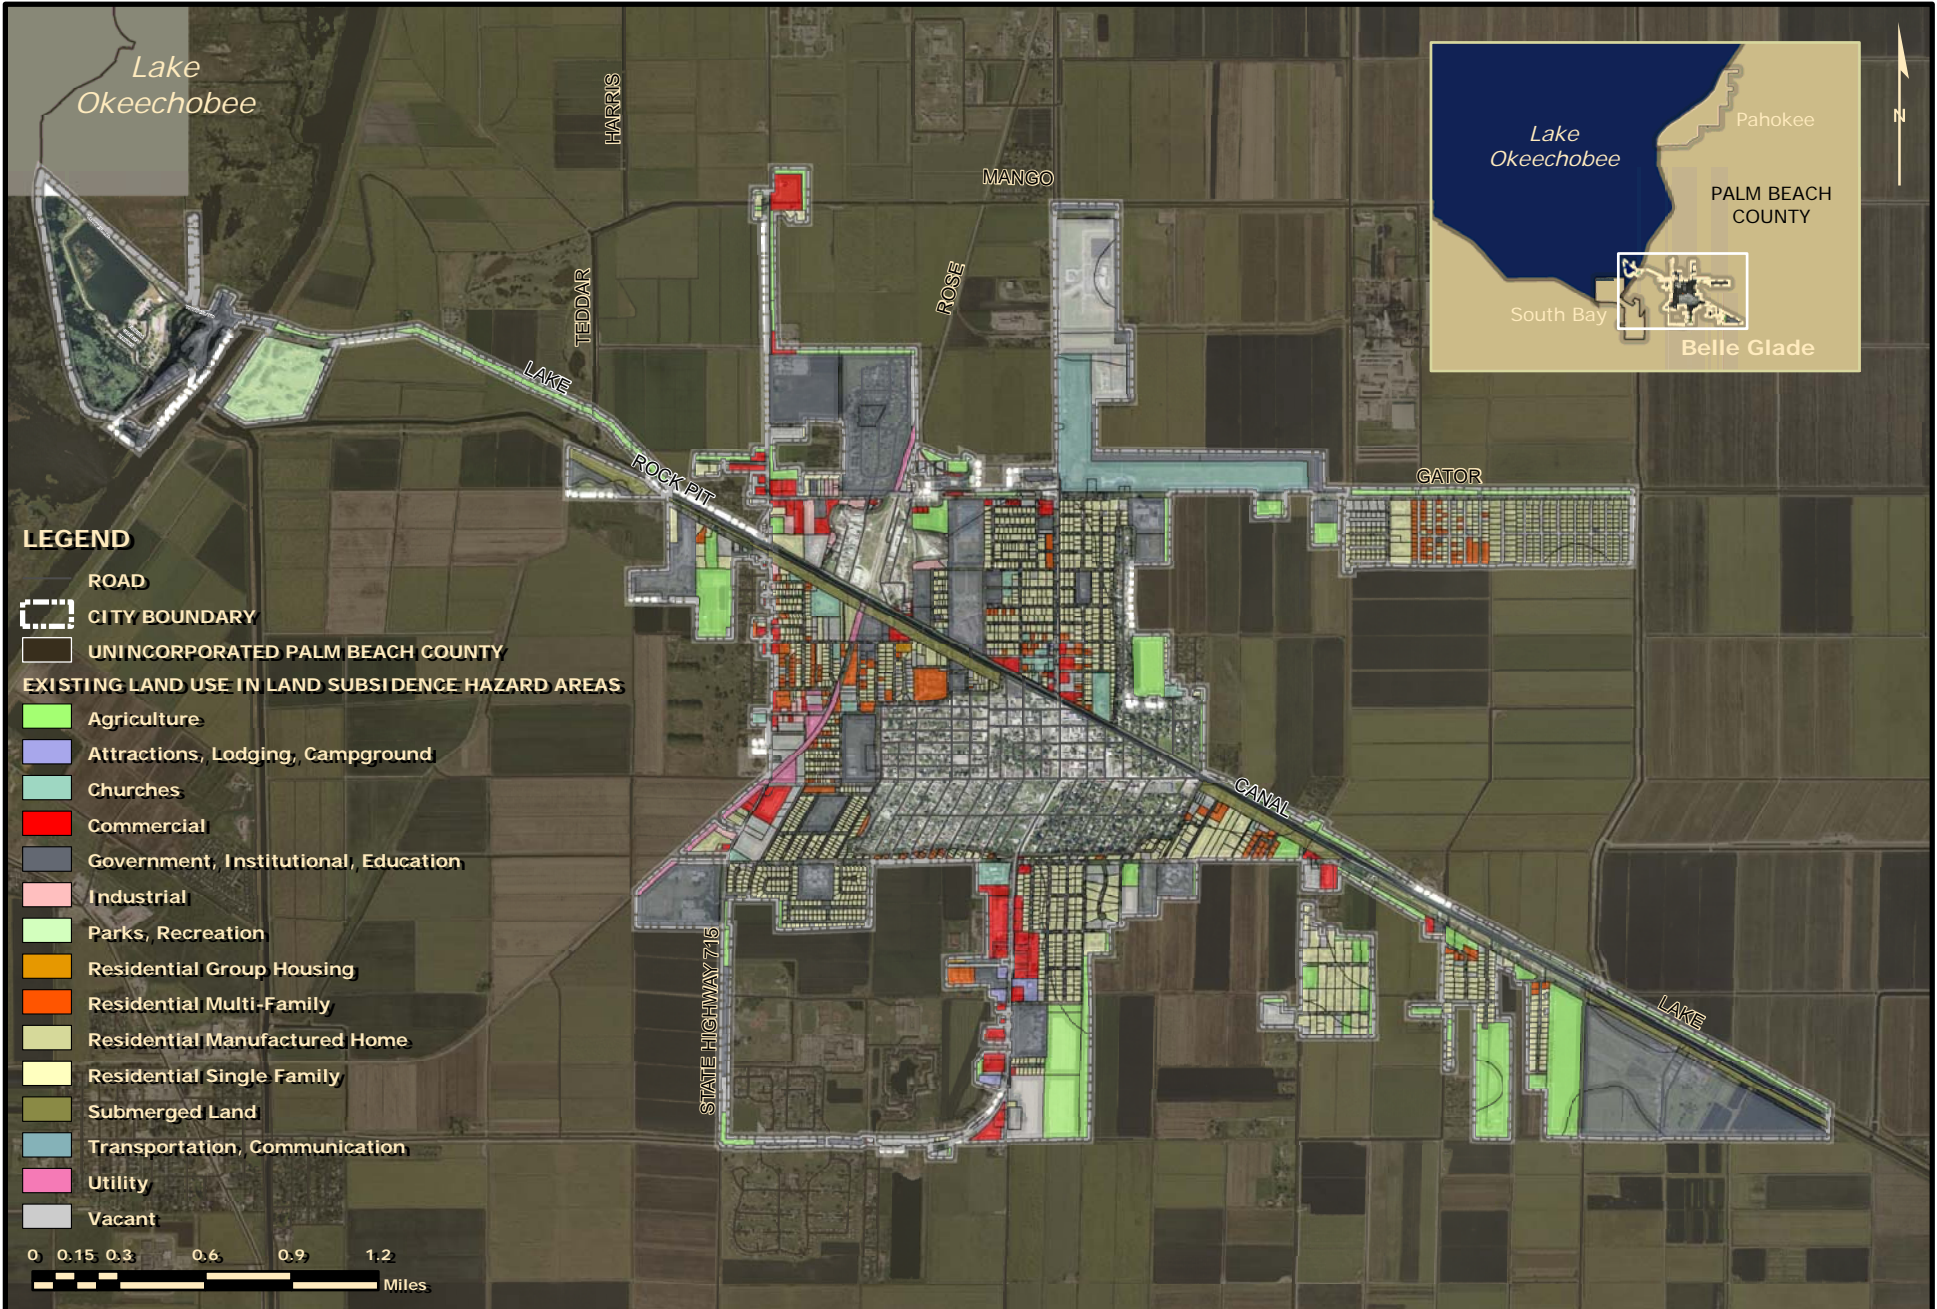 Lake
Okeechobee
HARRIS
MANGO
TEDDAR
ROSE
LAKE
ROCK PIT
GATOR
CANAL
LAKE
STATE HIGHWAY 715
Lake
Okeechobee
Pahokee
PALM BEACH
COUNTY
South Bay
Belle Glade
N
LEGEND
ROAD
CITY BOUNDARY
UNINCORPORATED PALM BEACH COUNTY
EXISTING LAND USE IN LAND SUBSIDENCE HAZARD AREAS
Agriculture
Attractions, Lodging, Campground
Churches
Commercial
Government, Institutional, Education
Industrial
Parks, Recreation
Residential Group Housing
Residential Multi-Family
Residential Manufactured Home
Residential Single Family
Submerged Land
Transportation, Communication
Utility
Vacant
0 0.15 0.3 0.6 0.9 1.2
Miles